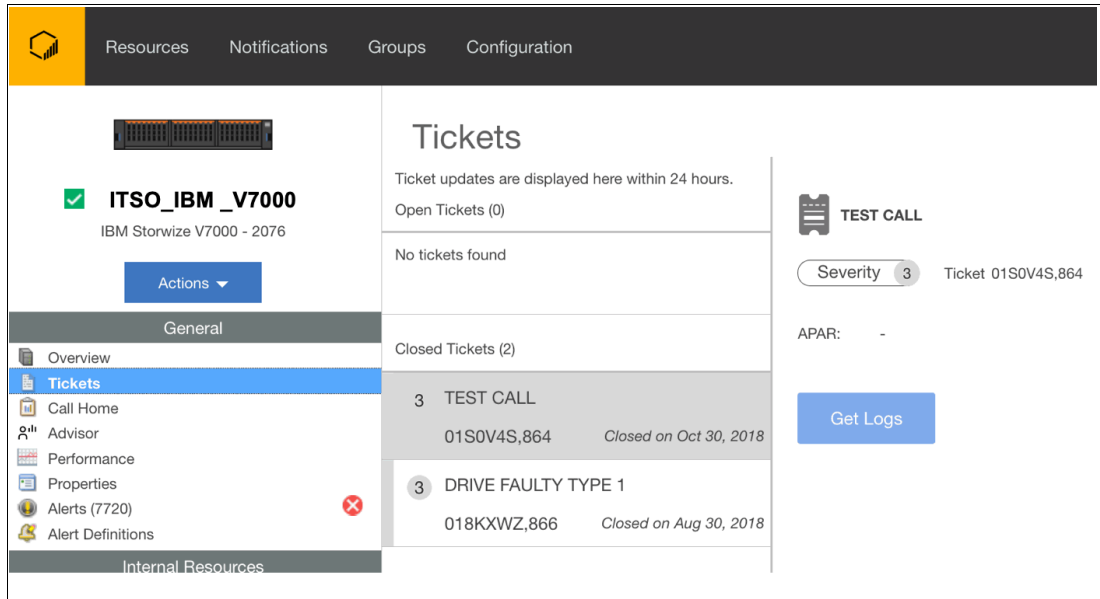 Resources Notifications Groups Configuration
ITSO_IBM _V7000
IBM Storwize V7000 - 2076
Actions
General
Overview
Tickets
Call Home
Advisor
Performance
Properties
Alerts (7720)
Alert Definitions
Internal Resources
Tickets
Ticket updates are displayed here within 24 hours.
Open Tickets (0)
No tickets found
Closed Tickets (2)
3 TEST CALL
01S0V4S,864 Closed on Oct 30, 2018
3 DRIVE FAULTY TYPE 1
018KXWZ,866 Closed on Aug 30, 2018
TEST CALL
Severity 3 Ticket 01S0V4S,864
APAR: -
Get Logs